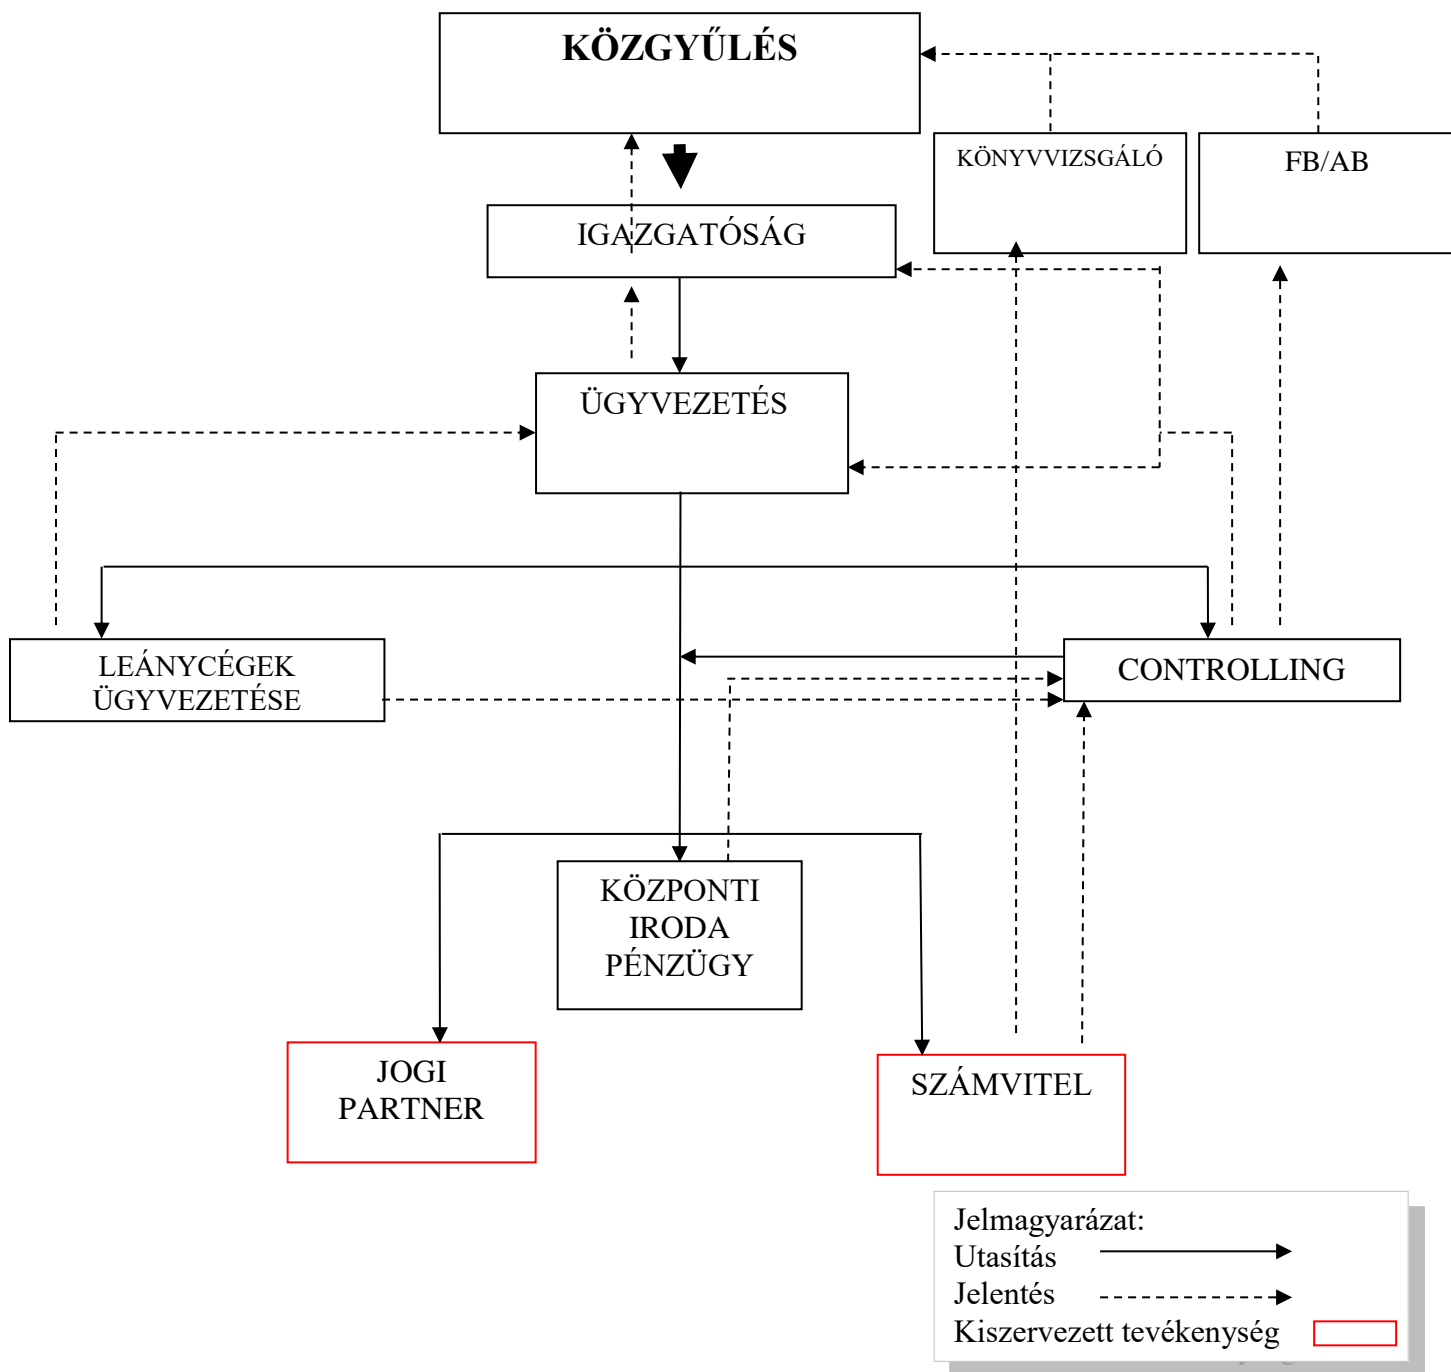 KÖZGYŰLÉS
KÖNYVVIZSGÁLÓ
FB/AB
IGAZGATÓSÁG
ÜGYVEZETÉS
LEÁNYCÉGEK
ÜGYVEZETÉSE
CONTROLLING
KÖZPONTI
IRODA
PÉNZÜGY
JOGI
PARTNER
SZÁMVITEL
Jelmagyarázat:
Utasítás
Jelentés
Kiszervezett tevékenység